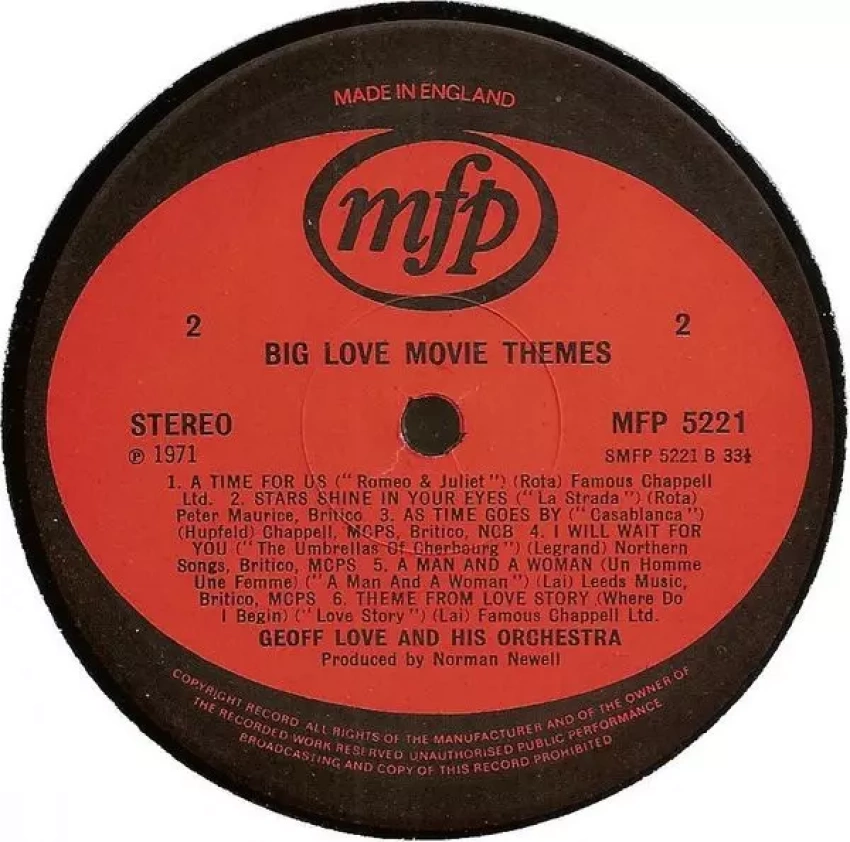 MADE IN ENGLAND
mfp
2 2
BIG LOVE MOVIE THEMES
STEREO MFP 5221
℗ 1971 SMFP 5221 B 33⅓
1. A TIME FOR US ("Romeo & Juliet") (Rota) Famous Chappell
Ltd. 2. STARS SHINE IN YOUR EYES ("La Strada") (Rota)
Peter Maurice, Britico. 3. AS TIME GOES BY ("Casablanca")
(Hupfeld) Chappell, MCPS, Britico, NCB 4. I WILL WAIT FOR
YOU ("The Umbrellas Of Cherbourg") (Legrand) Northern
Songs, Britico, MCPS 5. A MAN AND A WOMAN (Un Homme
Une Femme) ("A Man And A Woman") (Lai) Leeds Music,
Britico, MCPS 6. THEME FROM LOVE STORY (Where Do
I Begin) ("Love Story") (Lai) Famous Chappell Ltd.
GEOFF LOVE AND HIS ORCHESTRA
Produced by Norman Newell
COPYRIGHT RECORD ALL RIGHTS OF THE MANUFACTURER AND OF THE OWNER OF
THE RECORDED WORK RESERVED UNAUTHORISED PUBLIC PERFORMANCE
BROADCASTING AND COPY OF THIS RECORD PROHIBITED